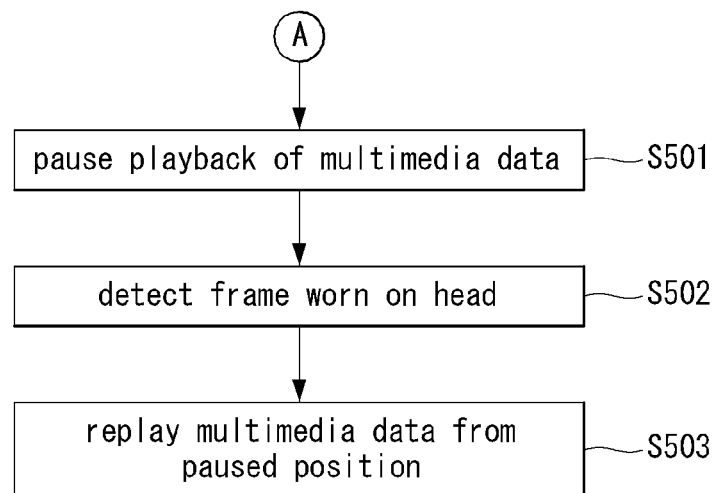 A
pause playback of multimedia data
S501
detect frame worn on head
S502
replay multimedia data from
paused position
S503